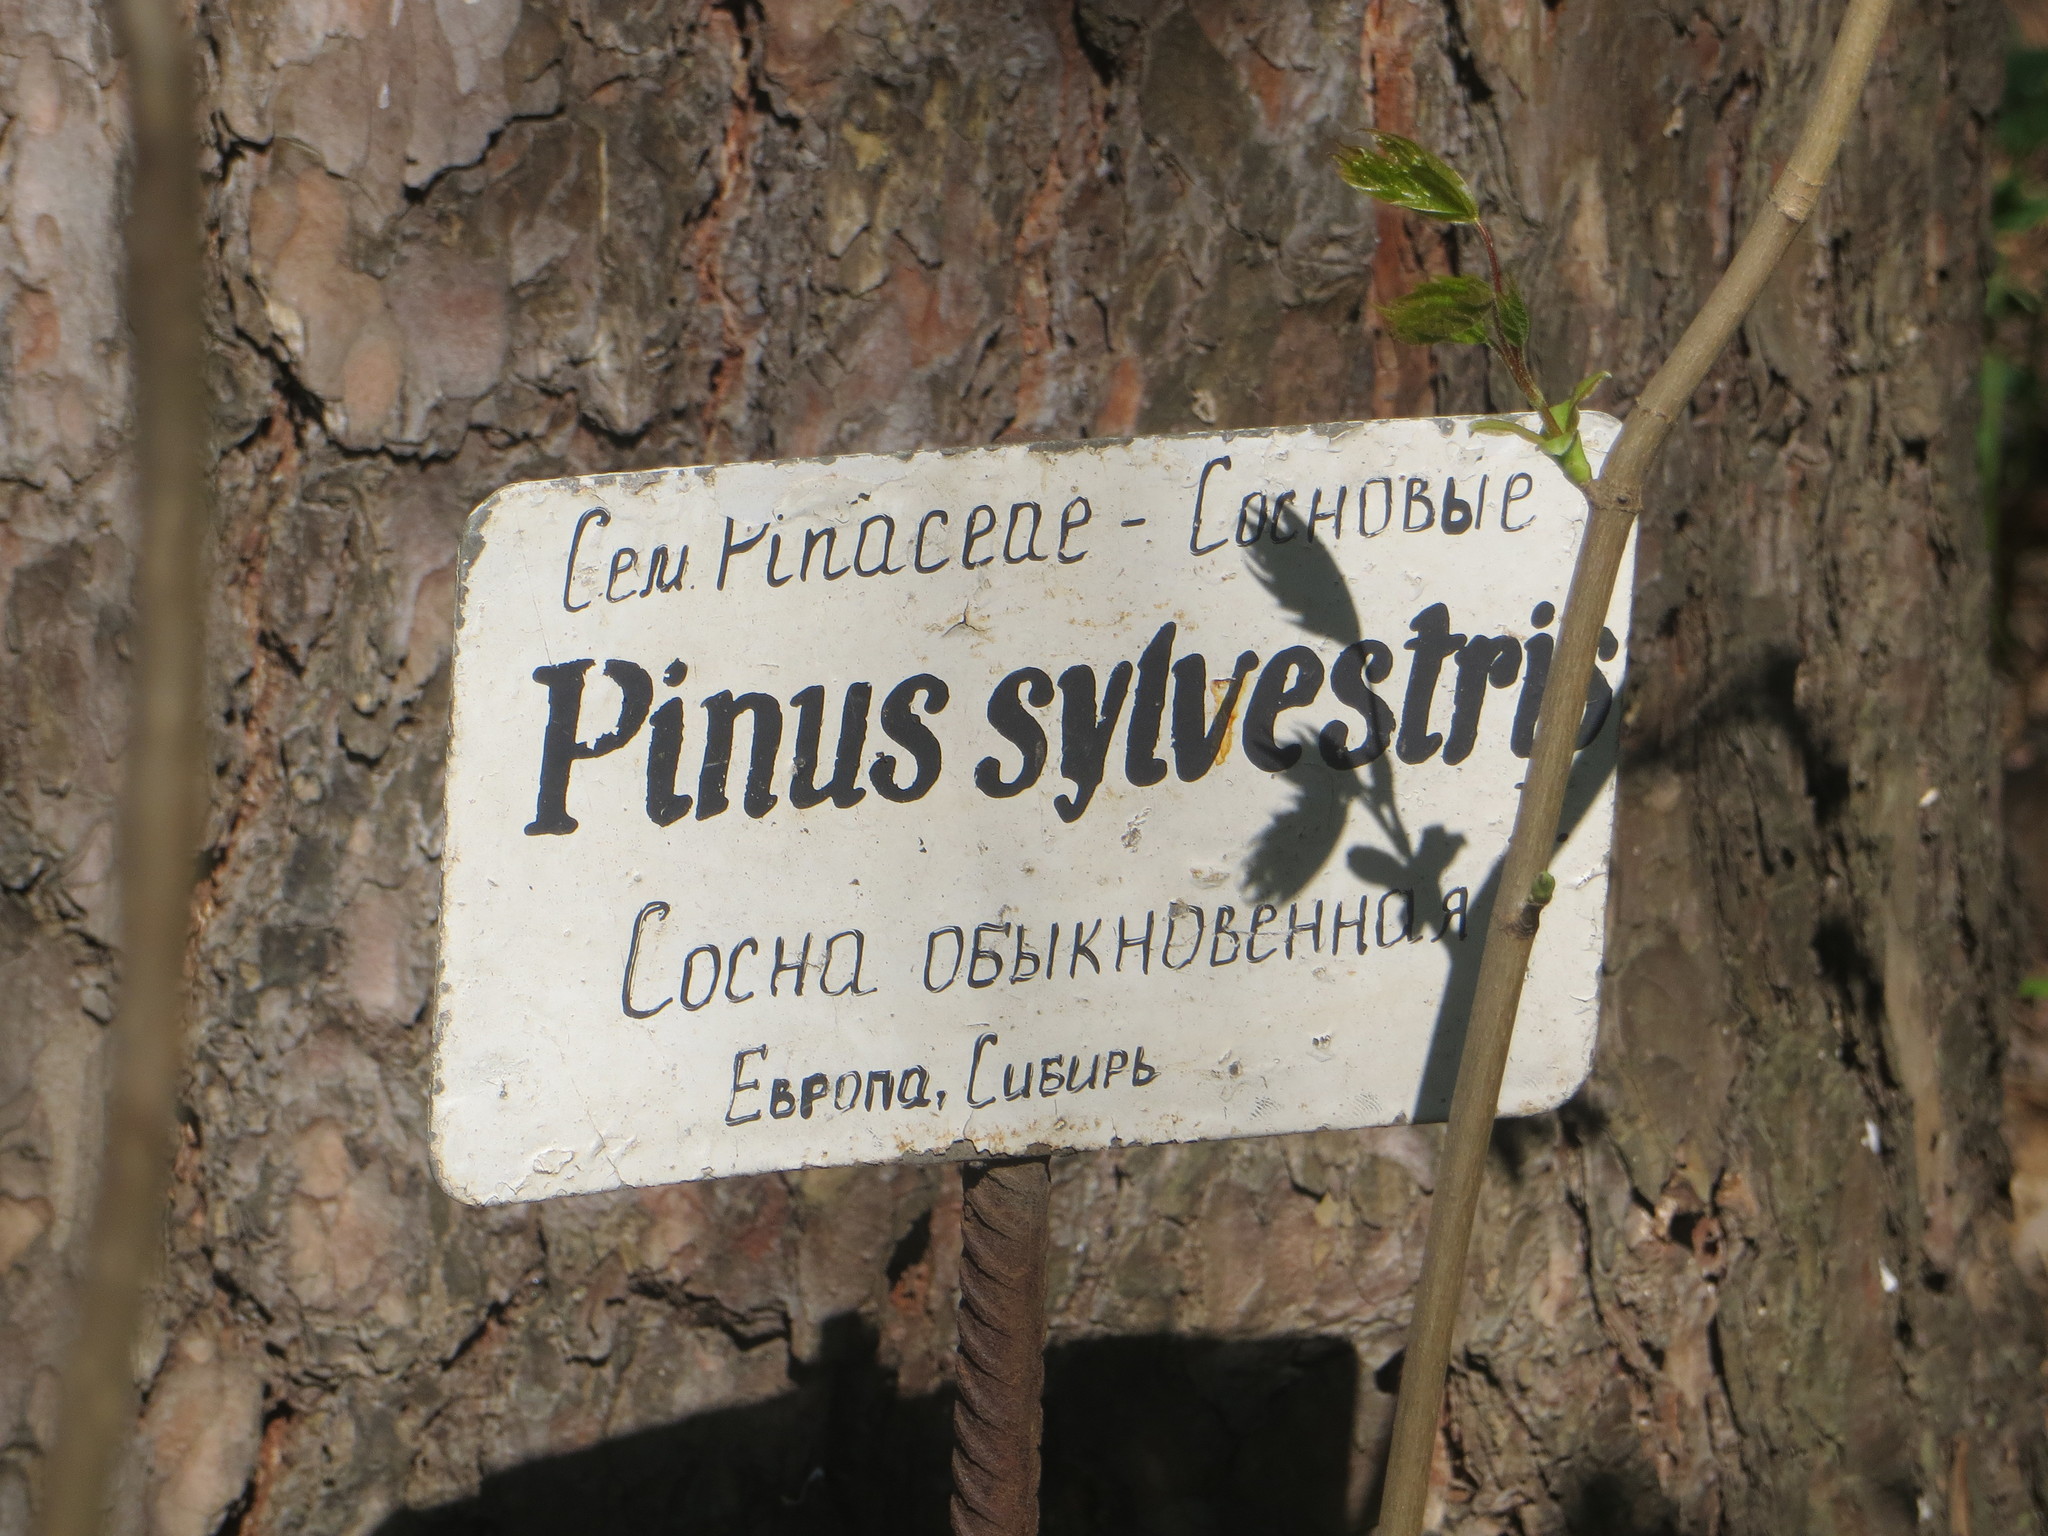 Сем. Pinaceae - Сосновые
Pinus sylvestris
Сосна обыкновенная
Европа, Сибирь